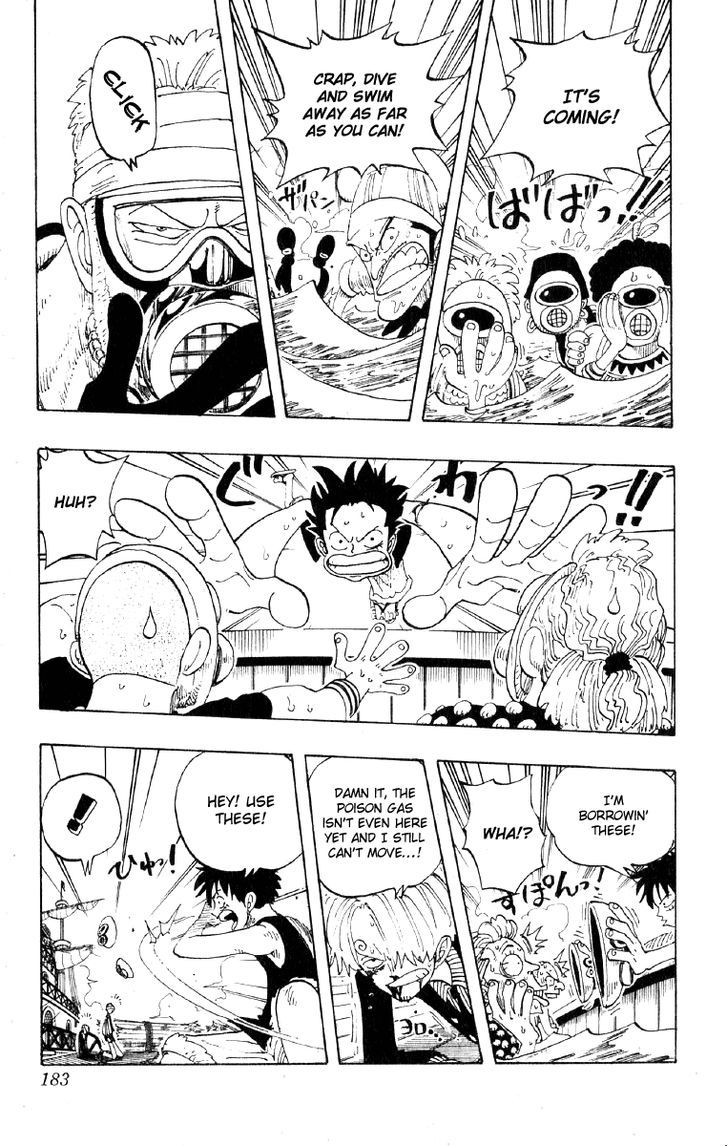 IT'S
COMING!
ばばっ!!
CRAP, DIVE
AND SWIM
AWAY AS FAR
AS YOU CAN!
ザパン
CLICK
ぐわっ!!
HUH?
I'M
BORROWIN'
THESE!
WHA!?
すぽんっ!
DAMN IT, THE
POISON GAS
ISN'T EVEN HERE
YET AND I STILL
CAN'T MOVE...!
ヨロ...
HEY! USE
THESE!
ひゅっ!
!!
183